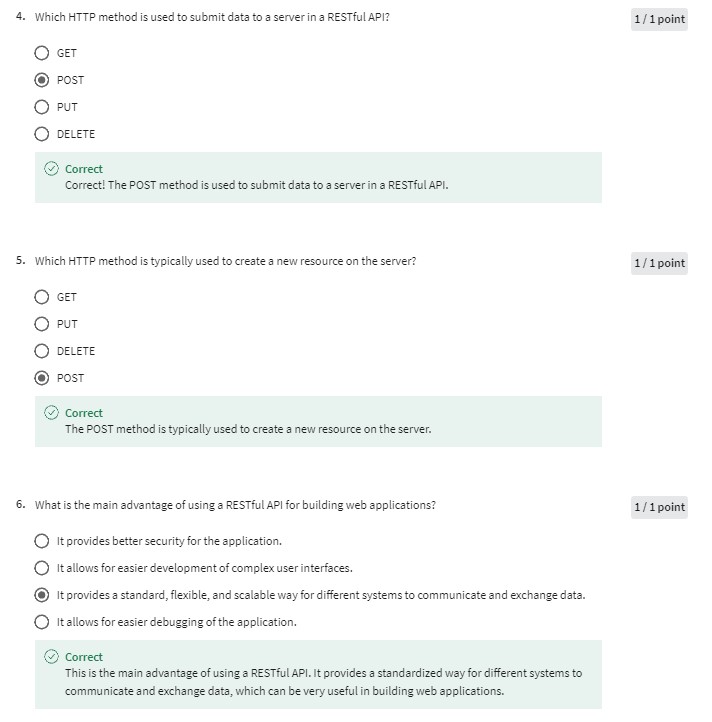 4. Which HTTP method is used to submit data to a server in a RESTful API?
1 / 1 point
GET
POST
PUT
DELETE
Correct
Correct! The POST method is used to submit data to a server in a RESTful API.
5. Which HTTP method is typically used to create a new resource on the server?
1 / 1 point
GET
PUT
DELETE
POST
Correct
The POST method is typically used to create a new resource on the server.
6. What is the main advantage of using a RESTful API for building web applications?
1 / 1 point
It provides better security for the application.
It allows for easier development of complex user interfaces.
It provides a standard, flexible, and scalable way for different systems to communicate and exchange data.
It allows for easier debugging of the application.
Correct
This is the main advantage of using a RESTful API. It provides a standardized way for different systems to
communicate and exchange data, which can be very useful in building web applications.